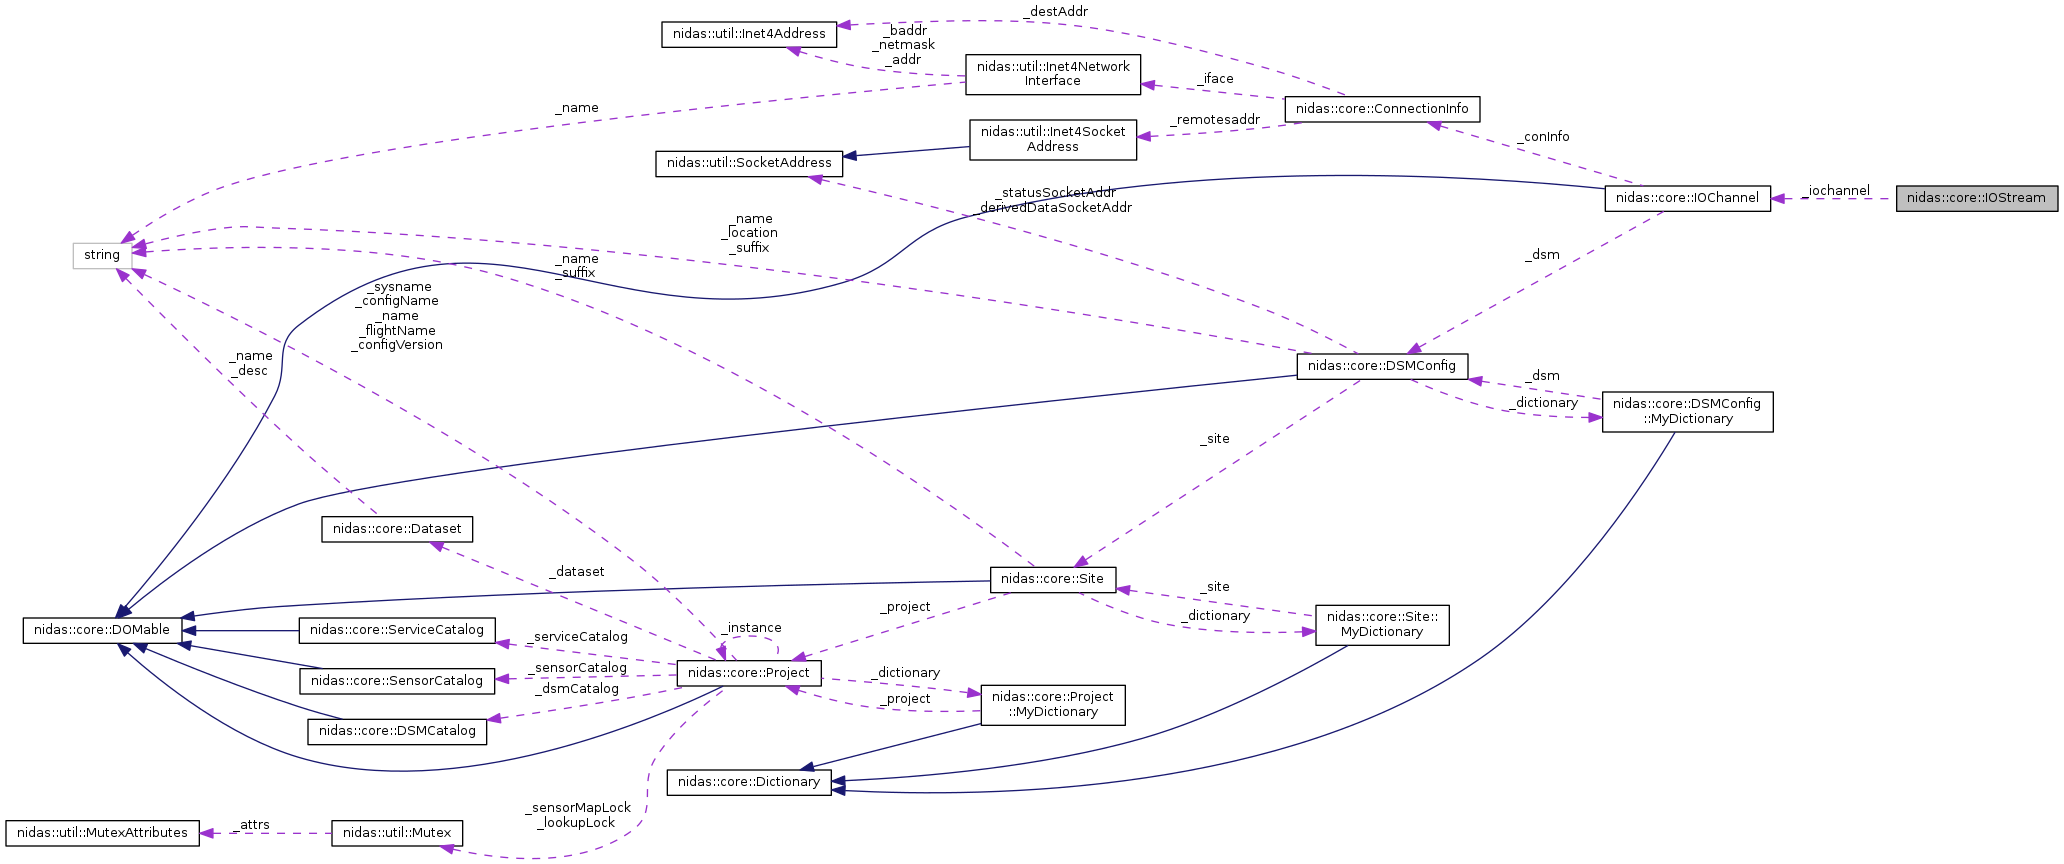 _destAddr
nidas::util::Inet4Address
_baddr
_netmask
_addr
nidas::util::Inet4Network
Interface
_iface
nidas::core::ConnectionInfo
_name
_remotesaddr
nidas::util::Inet4Socket
Address
_conInfo
nidas::util::SocketAddress
_statusSocketAddr
_derivedDataSocketAddr
nidas::core::IOChannel
_iochannel
nidas::core::IOStream
_name
_location
_suffix
string
_name
_suffix
_dsm
_sysname
_configName
_name
_flightName
_configVersion
_name
_desc
nidas::core::DSMConfig
_dsm
_dictionary
nidas::core::DSMConfig
::MyDictionary
_site
nidas::core::Dataset
_dataset
nidas::core::Site
_site
_dictionary
nidas::core::Site::
MyDictionary
_project
nidas::core::DOMable
nidas::core::ServiceCatalog
_serviceCatalog
_instance
nidas::core::SensorCatalog
_sensorCatalog
nidas::core::Project
_dictionary
_project
nidas::core::Project
::MyDictionary
_dsmCatalog
nidas::core::DSMCatalog
nidas::core::Dictionary
_sensorMapLock
_lookupLock
nidas::util::MutexAttributes
_attrs
nidas::util::Mutex